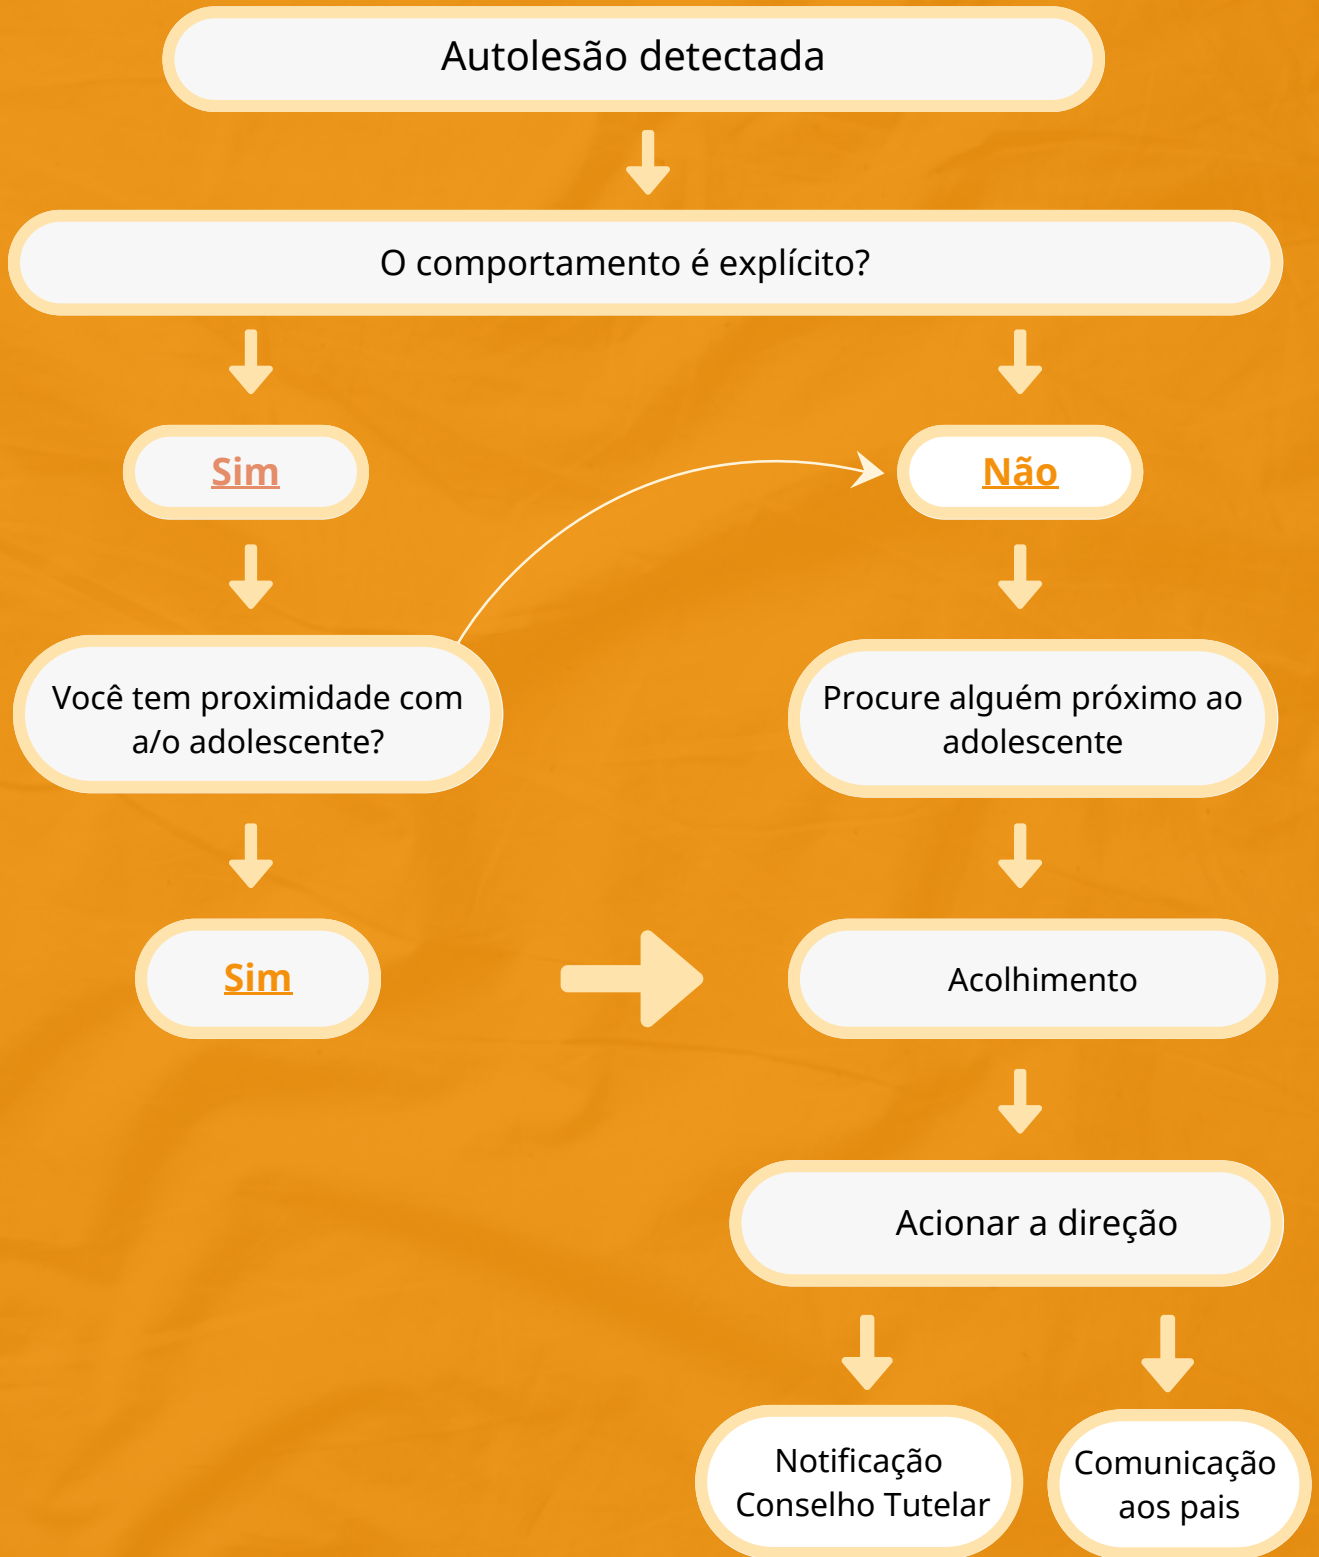 Autolesão detectada
O comportamento é explícito?
Sim
Não
Você tem proximidade com
a/o adolescente?
Procure alguém próximo ao
adolescente
Sim
Acolhimento
Acionar a direção
Notificação
Conselho Tutelar
Comunicação
aos pais